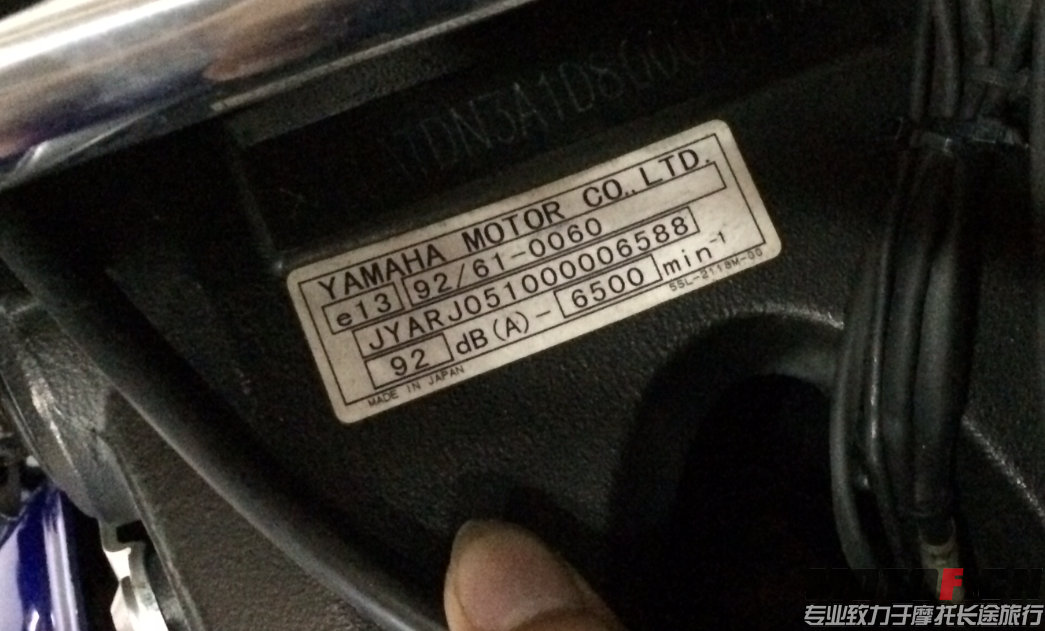 YAMAHA MOTOR CO.,LTD.
e13 92/61-0060
JYARJ051000006588
92 dB(A)- 6500 min⁻¹
MADE IN JAPAN 5SL-2118M-00
专业致力于摩托长途旅行